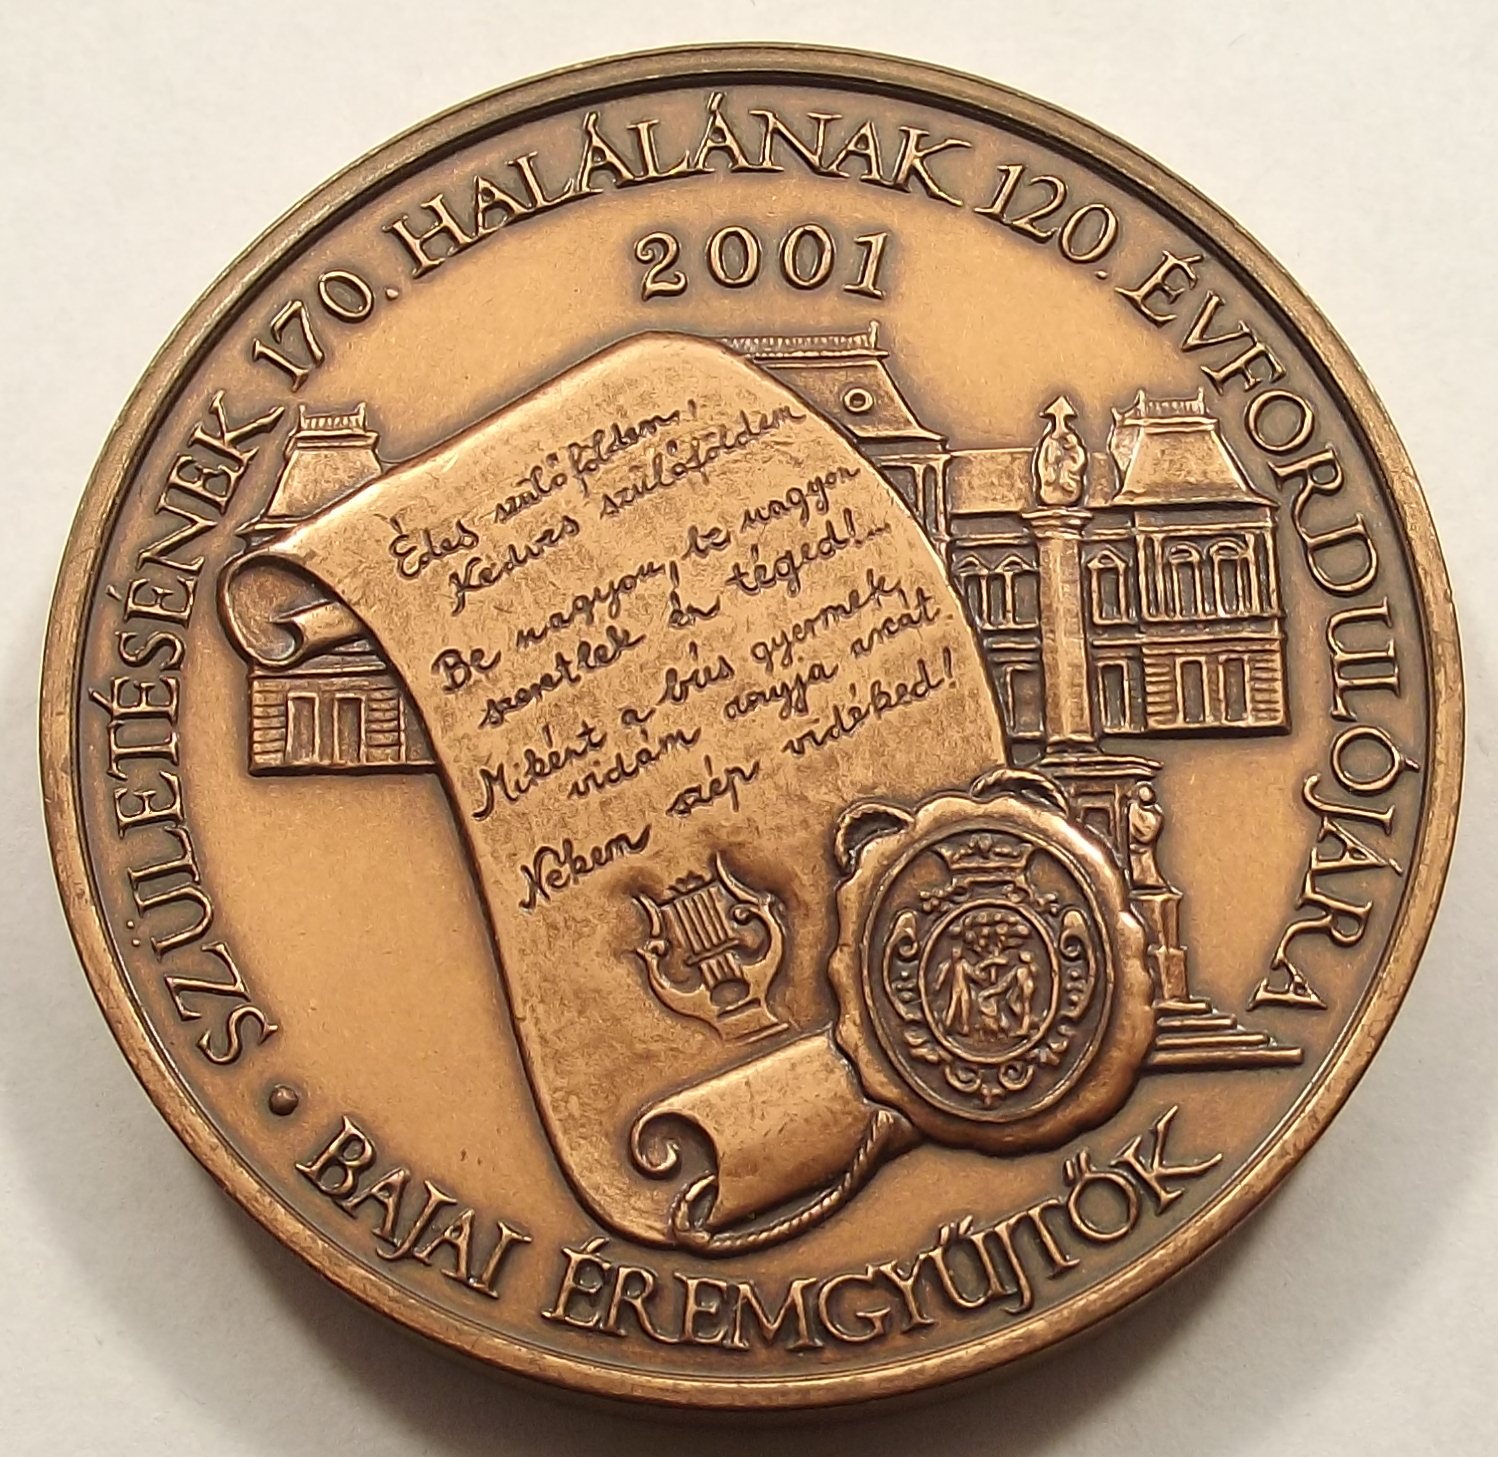 SZÜLETÉSÉNEK 170. HALÁLÁNAK 120. ÉVFORDULÓJÁRA
2001
Édes szülőföldem,
Kedves szülőföldem
Be nagyon, be nagyon
szeretlek én téged!...
Miként a bús gyermek,
vidám anyja arcát.
Nékem szép vidéked!
• BAJAI ÉREMGYŰJTŐK